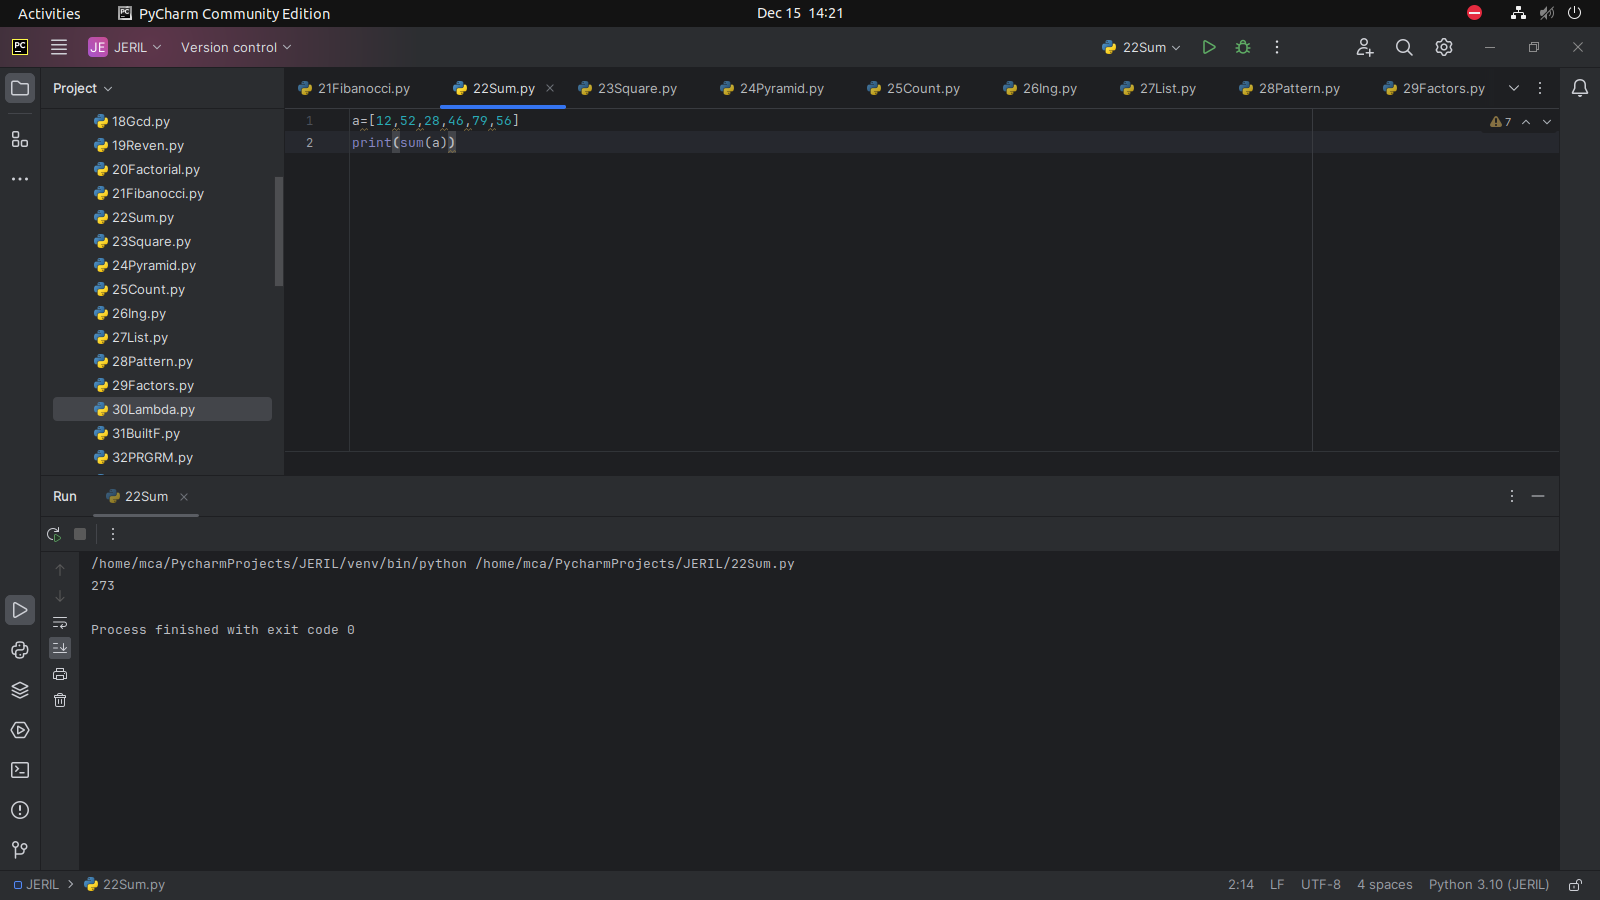 Activities PyCharm Community Edition Dec 15 14:21
PC JE JERIL Version control 22Sum
Project 21Fibanocci.py 22Sum.py 23Square.py 24Pyramid.py 25Count.py 26Ing.py 27List.py 28Pattern.py 29Factors.py
18Gcd.py
19Reven.py
20Factorial.py
21Fibanocci.py
22Sum.py
23Square.py
24Pyramid.py
25Count.py
26Ing.py
27List.py
28Pattern.py
29Factors.py
30Lambda.py
31BuiltF.py
32PRGRM.py
1 a=[12,52,28,46,79,56] 7
2 print(sum(a))
Run 22Sum
/home/mca/PycharmProjects/JERIL/venv/bin/python /home/mca/PycharmProjects/JERIL/22Sum.py
273
Process finished with exit code 0
JERIL 22Sum.py 2:14 LF UTF-8 4 spaces Python 3.10 (JERIL)